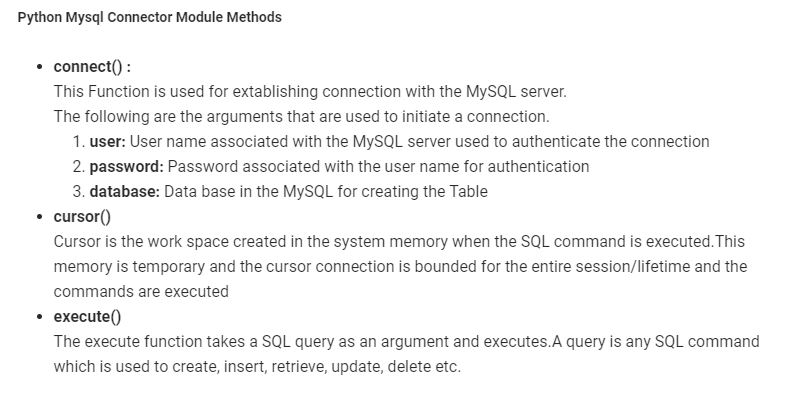 Python Mysql Connector Module Methods
• connect() :
This Function is used for extablishing connection with the MySQL server.
The following are the arguments that are used to initiate a connection.
1. user: User name associated with the MySQL server used to authenticate the connection
2. password: Password associated with the user name for authentication
3. database: Data base in the MySQL for creating the Table
• cursor()
Cursor is the work space created in the system memory when the SQL command is executed.This
memory is temporary and the cursor connection is bounded for the entire session/lifetime and the
commands are executed
• execute()
The execute function takes a SQL query as an argument and executes.A query is any SQL command
which is used to create, insert, retrieve, update, delete etc.